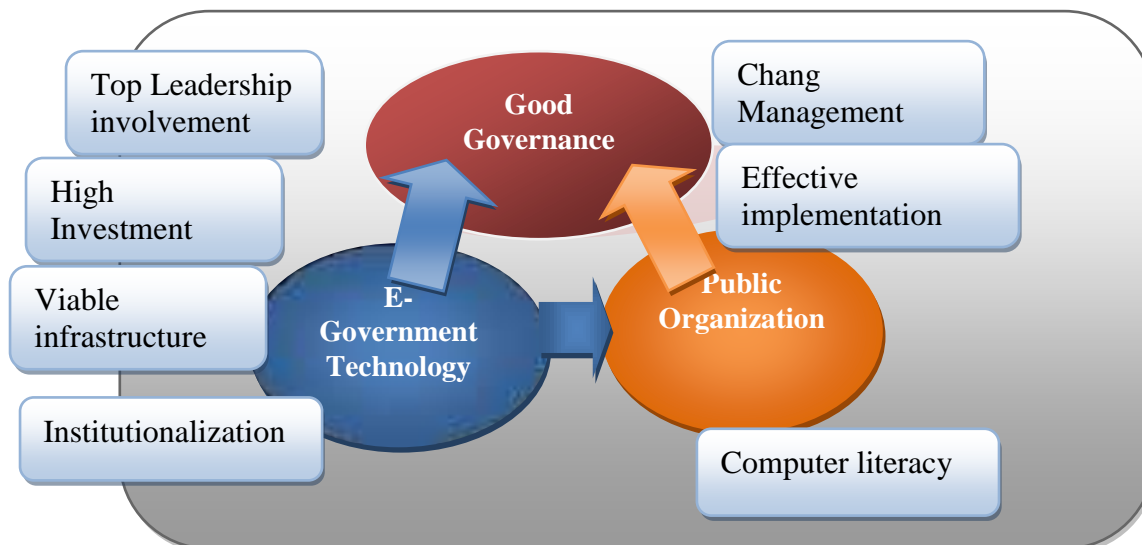 Top Leadership
involvement
High
Investment
Viable
infrastructure
Institutionalization
Good
Governance
E-
Government
Technology
Public
Organization
Chang
Management
Effective
implementation
Computer literacy